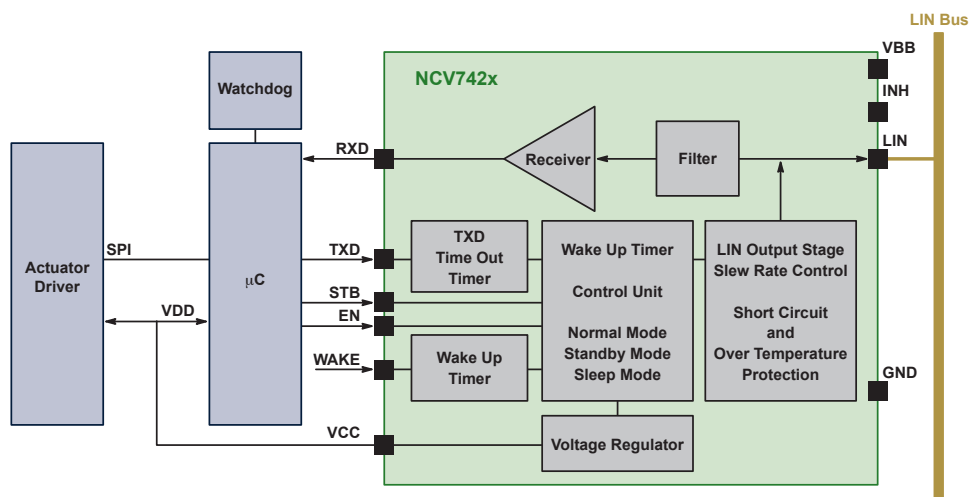 LIN Bus
NCV742x
VBB
INH
LIN
GND
Watchdog
RXD
Receiver
Filter
Actuator
Driver
SPI
VDD
μC
TXD
STB
EN
WAKE
VCC
TXD
Time Out
Timer
Wake Up
Timer
Wake Up Timer
Control Unit
Normal Mode
Standby Mode
Sleep Mode
LIN Output Stage
Slew Rate Control
Short Circuit
and
Over Temperature
Protection
Voltage Regulator